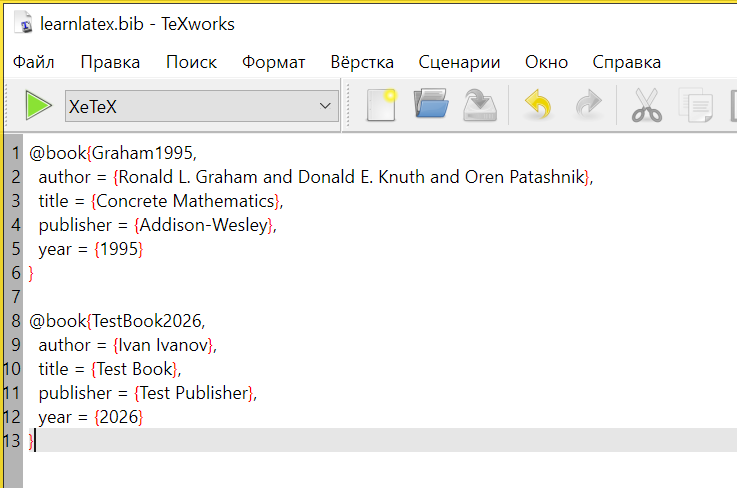 learnlatex.bib - TeXworks
Файл Правка Поиск Формат Вёрстка Сценарии Окно Справка
XeTeX
1 @book{Graham1995,
2 author = {Ronald L. Graham and Donald E. Knuth and Oren Patashnik},
3 title = {Concrete Mathematics},
4 publisher = {Addison-Wesley},
5 year = {1995}
6 }
7
8 @book{TestBook2026,
9 author = {Ivan Ivanov},
10 title = {Test Book},
11 publisher = {Test Publisher},
12 year = {2026}
13 }